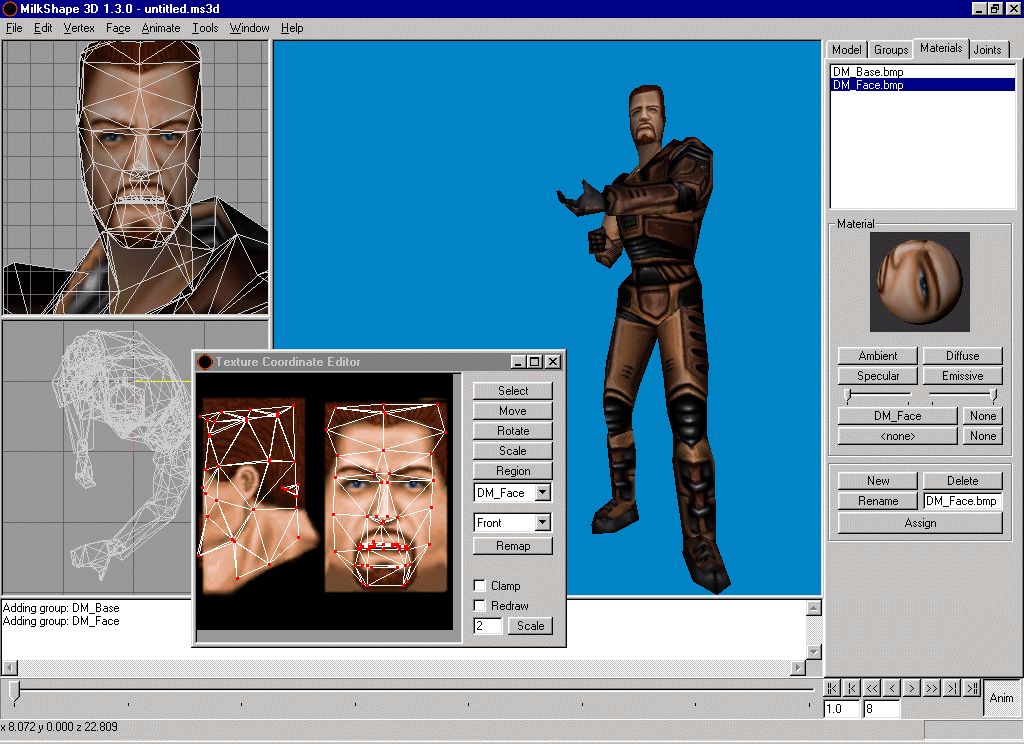 MilkShape 3D 1.3.0 - untitled.ms3d
File Edit Vertex Face Animate Tools Window Help
Model Groups Materials Joints
DM_Base.bmp
DM_Face.bmp
Material
Ambient Diffuse
Specular Emissive
DM_Face None
<none> None
New Delete
Rename DM_Face.bmp
Assign
Texture Coordinate Editor
Select
Move
Rotate
Scale
Region
DM_Face
Front
Remap
Clamp
Redraw
2 Scale
Adding group: DM_Base
Adding group: DM_Face
|< |< << < > >> >| >||
1.0 8 Anim
x 8.072 y 0.000 z 22.809